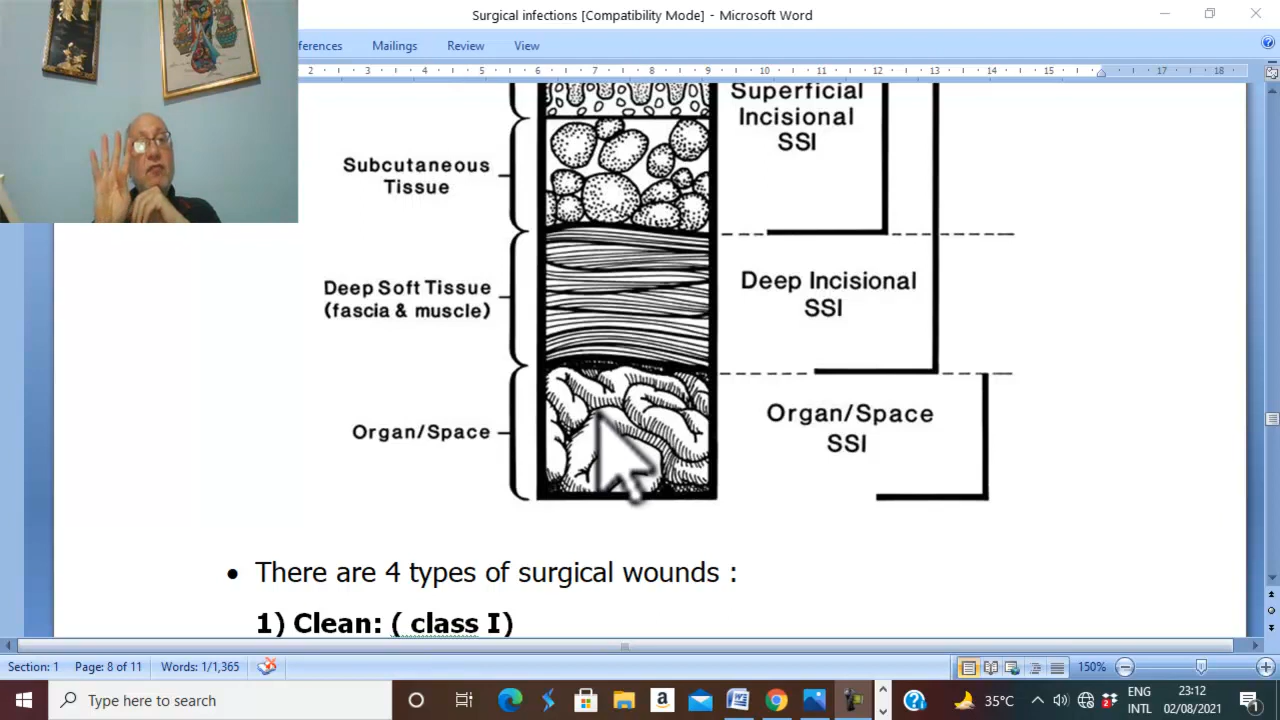 Surgical infections [Compatibility Mode] - Microsoft Word
ferences Mailings Review View
2 3 4 5 6 7 8 9 10 11 12 13 14 15 17 18
Superficial
Incisional
SSI
Subcutaneous
Tissue
Deep Soft Tissue
(fascia & muscle)
Deep Incisional
SSI
Organ/Space
Organ/Space
SSI
• There are 4 types of surgical wounds :
1) Clean: ( class I)
Section: 1 Page: 8 of 11 Words: 1/1,365 150%
Type here to search
35°C ENG 23:12
INTL 02/08/2021